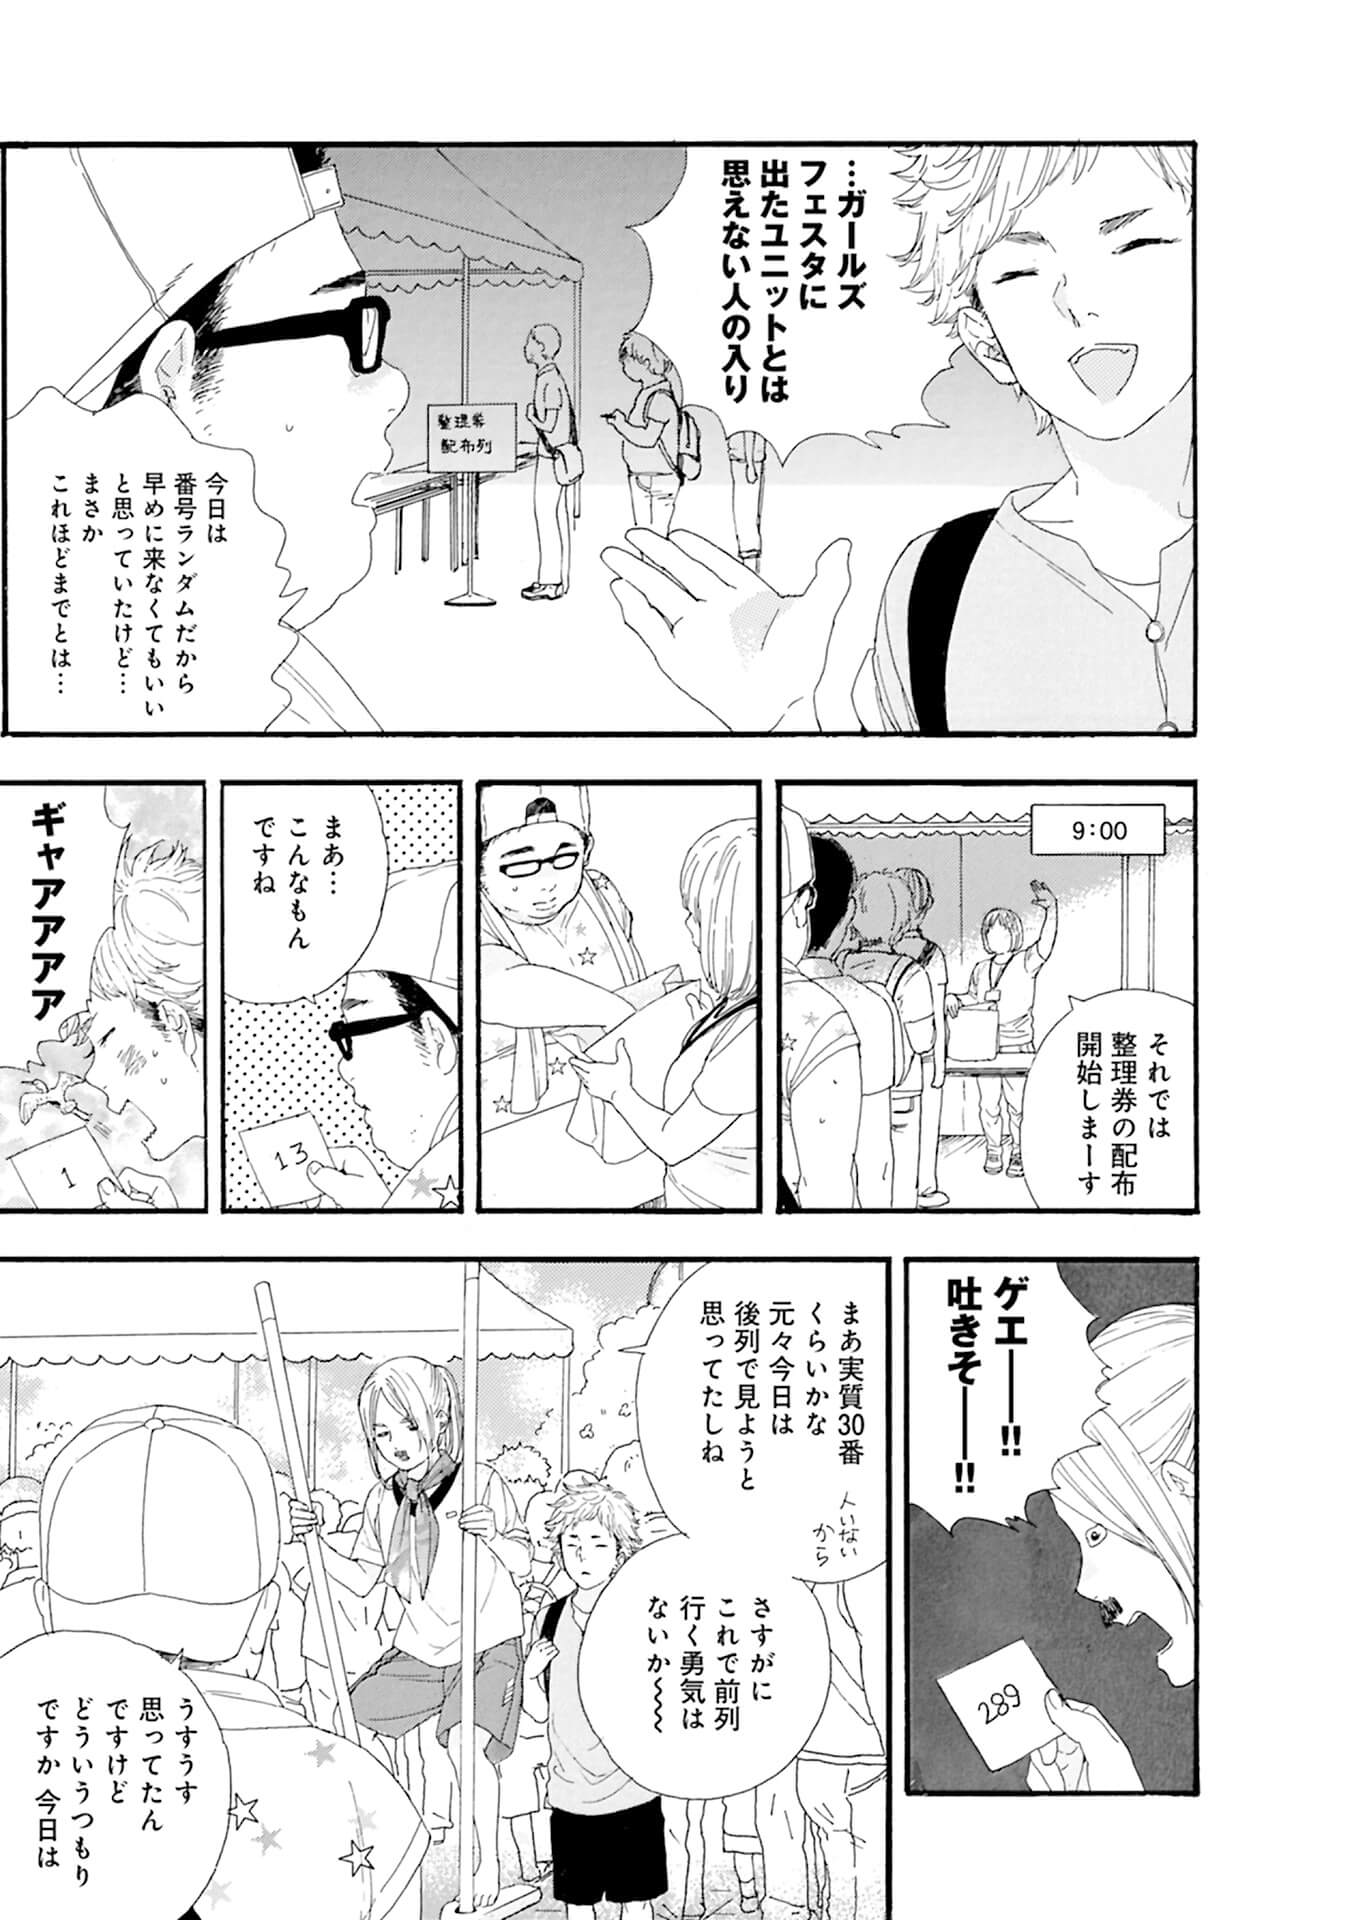 …ガールズ
フェスタに
出たユニットとは
思えない人の入り
整理券
配布列
今日は
番号ランダムだから
早めに来なくてもいい
と思っていたけど…
まさか
これほどまでとは…
9:00
それでは
整理券の配布
開始しまーす
まあ…
こんなもん
ですね
13
ギャアアアア
1
ゲエーー!!
吐きそーー!!
289
まあ実質30番
くらいかな
元々今日は
後列で見ようと
思ってたしね
人いない
から
さすがに
これで前列
行く勇気は
ないか〜〜〜
うすうす
思ってたん
ですけど
どういうつもり
ですか 今日は